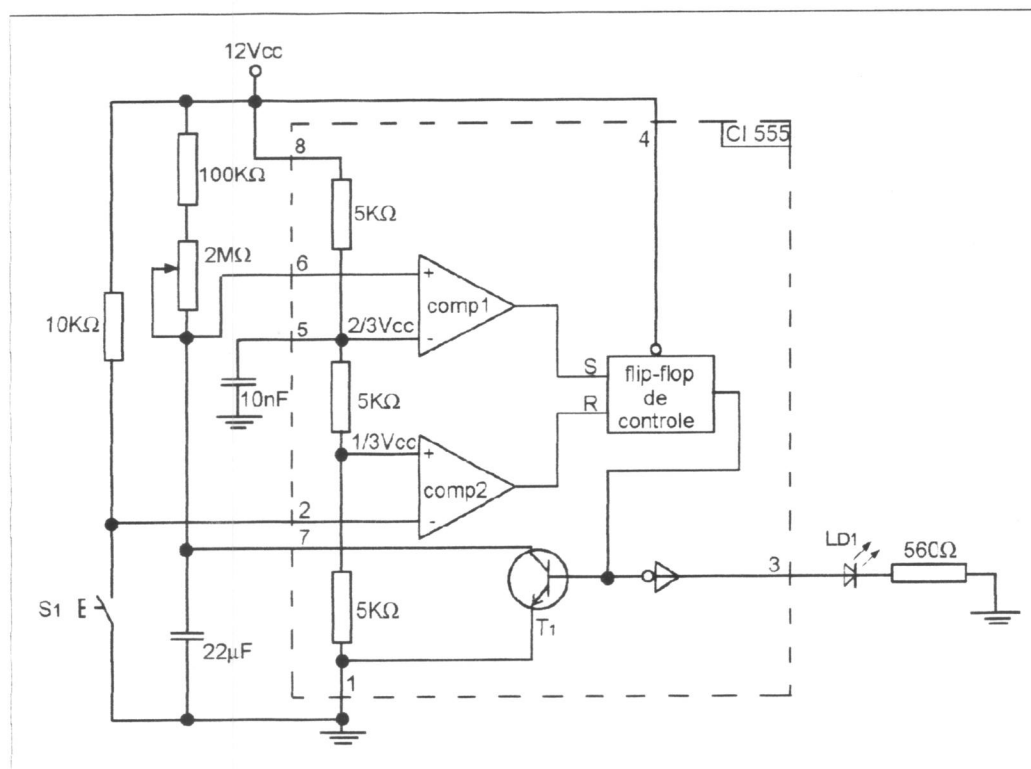 12Vcc
CI 555
8
4
100KΩ
5KΩ
2MΩ
6
+
comp1
10KΩ
5
2/3Vcc
-
S
flip-flop
de
controle
R
10nF
5KΩ
1/3Vcc
+
comp2
2
-
7
LD1
3
560Ω
S1
5KΩ
T1
22µF
1